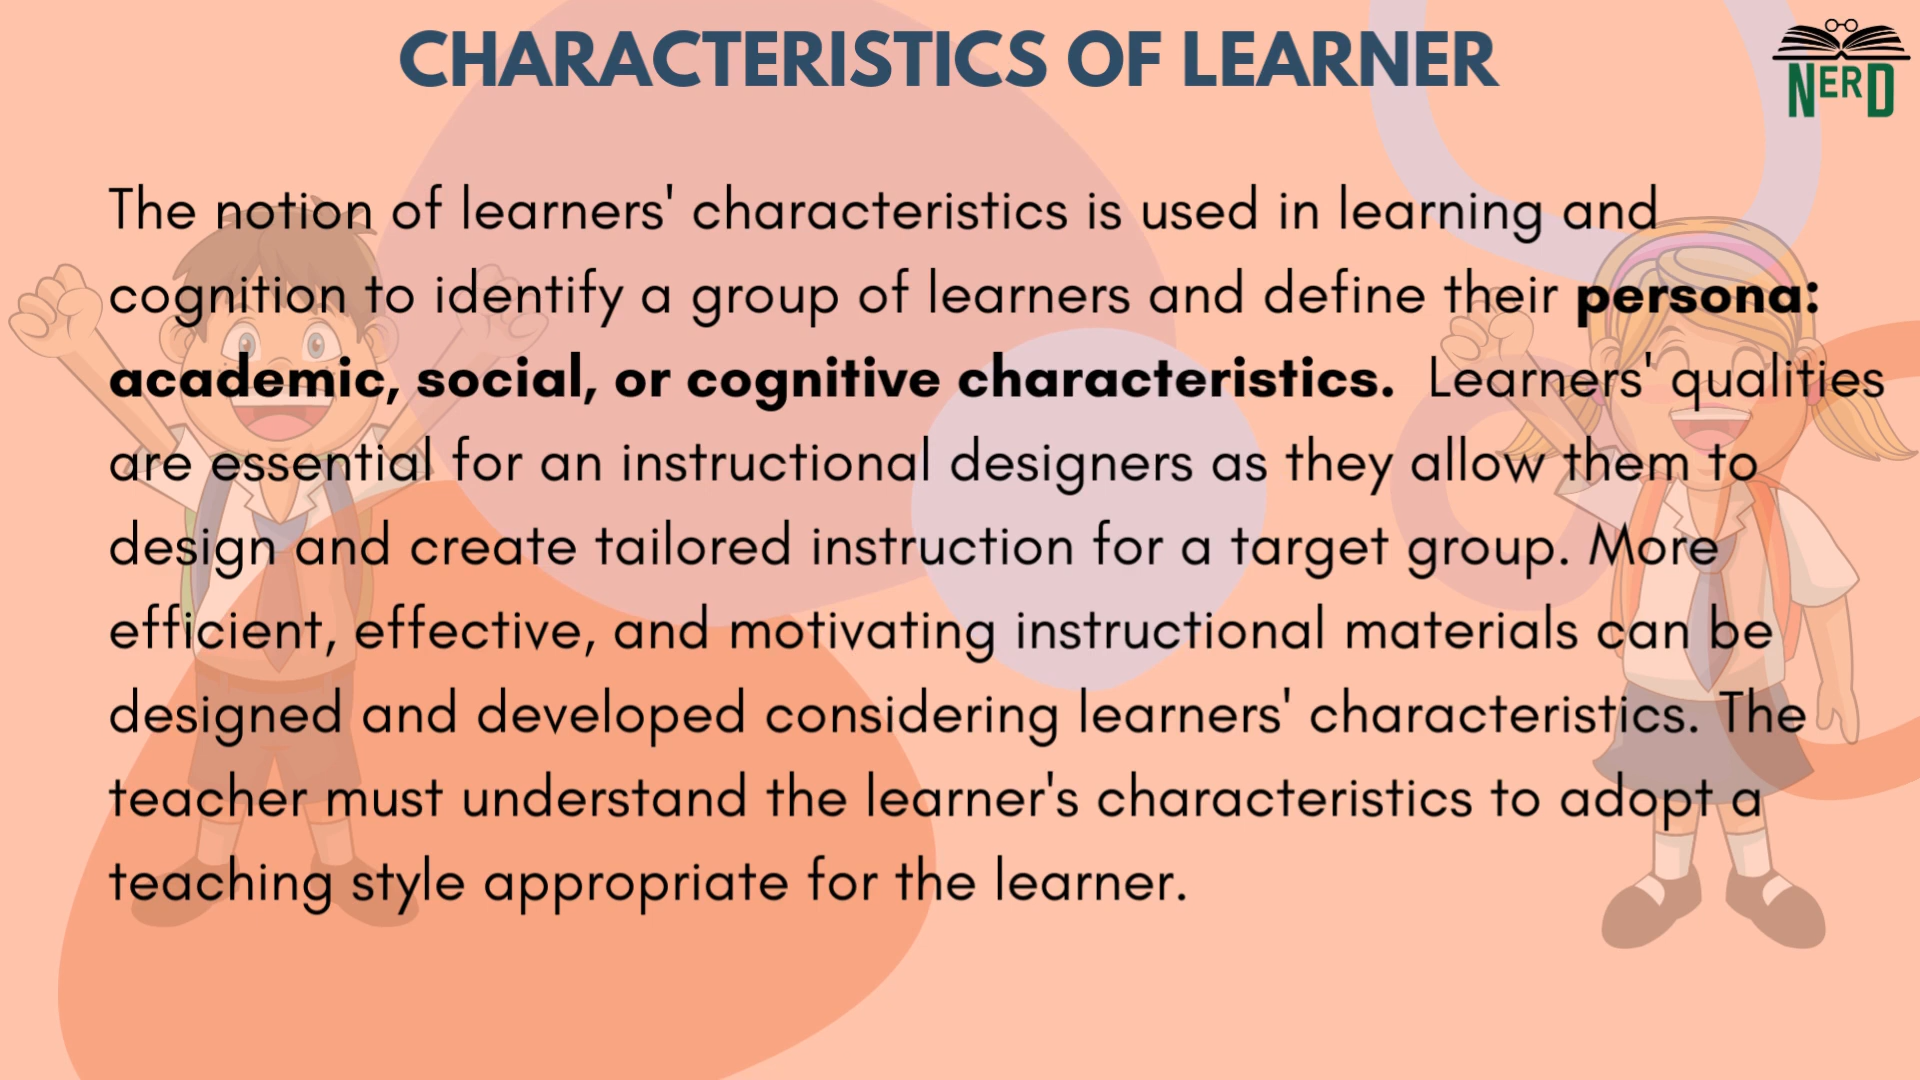 CHARACTERISTICS OF LEARNER
NERD
The notion of learners' characteristics is used in learning and
cognition to identify a group of learners and define their persona:
academic, social, or cognitive characteristics. Learners' qualities
are essential for an instructional designers as they allow them to
design and create tailored instruction for a target group. More
efficient, effective, and motivating instructional materials can be
designed and developed considering learners' characteristics. The
teacher must understand the learner's characteristics to adopt a
teaching style appropriate for the learner.